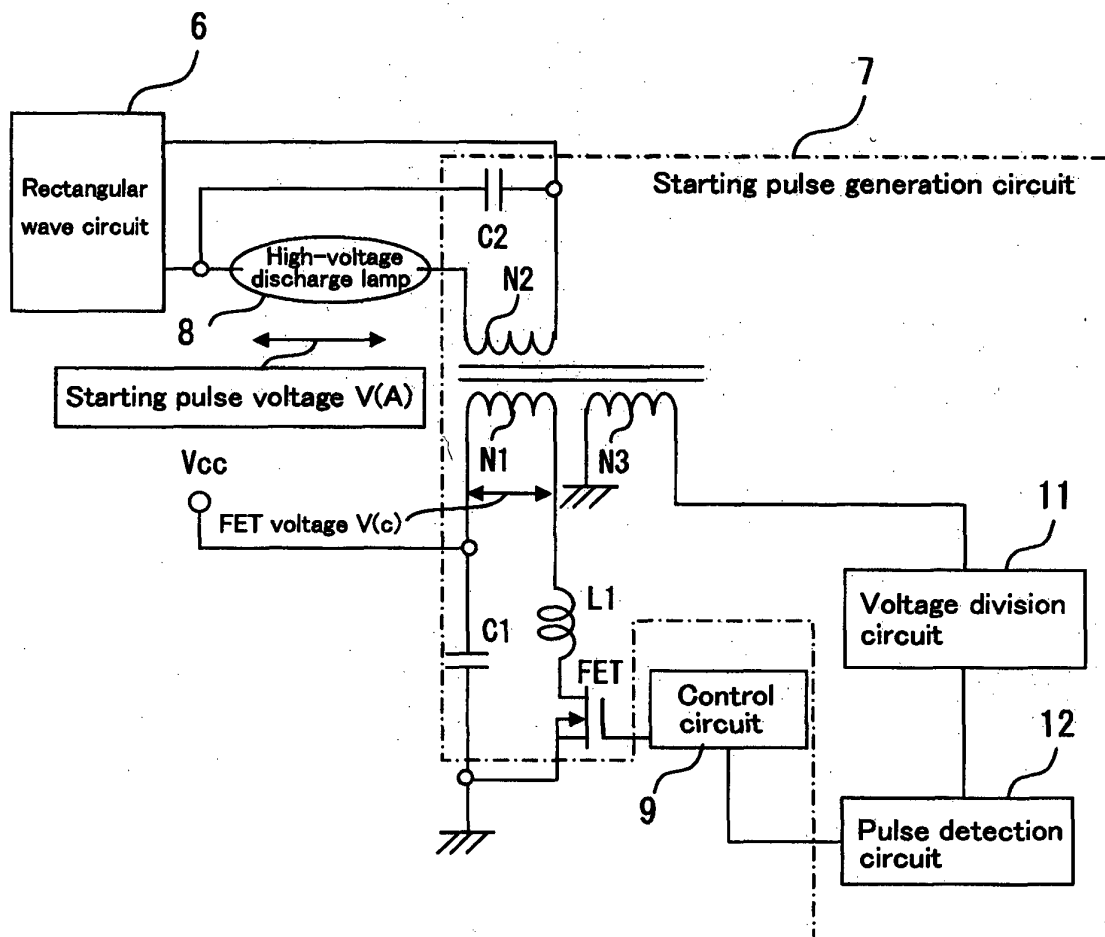 6
7
Rectangular
wave circuit
Starting pulse generation circuit
C2
High-voltage
discharge lamp
N2
8
Starting pulse voltage V(A)
N1
N3
Vcc
FET voltage V(c)
11
Voltage division
circuit
L1
C1
FET
Control
circuit
9
12
Pulse detection
circuit